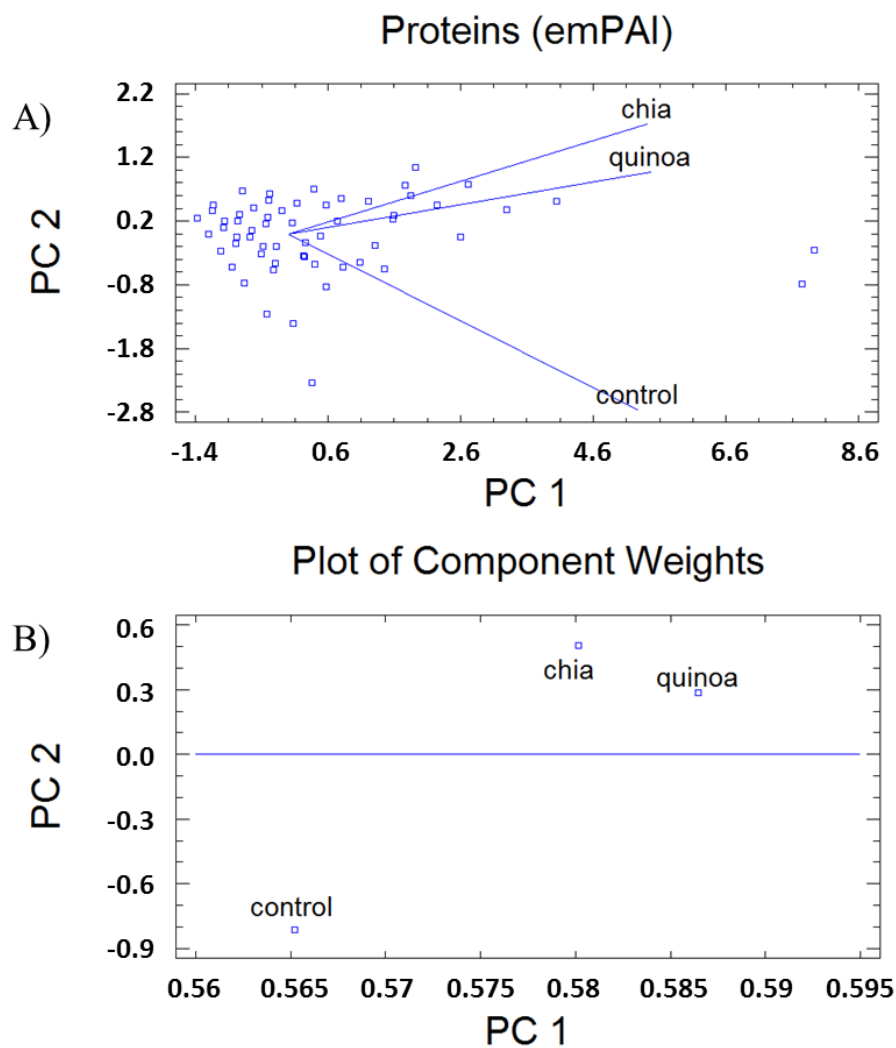 Proteins (emPAI)
A)
2.2
1.2
0.2
-0.8
-1.8
-2.8
PC 2
chia
quinoa
control
-1.4 0.6 2.6 4.6 6.6 8.6
PC 1
Plot of Component Weights
B)
0.6
0.3
0.0
-0.3
-0.6
-0.9
PC 2
chia
quinoa
control
0.56 0.565 0.57 0.575 0.58 0.585 0.59 0.595
PC 1